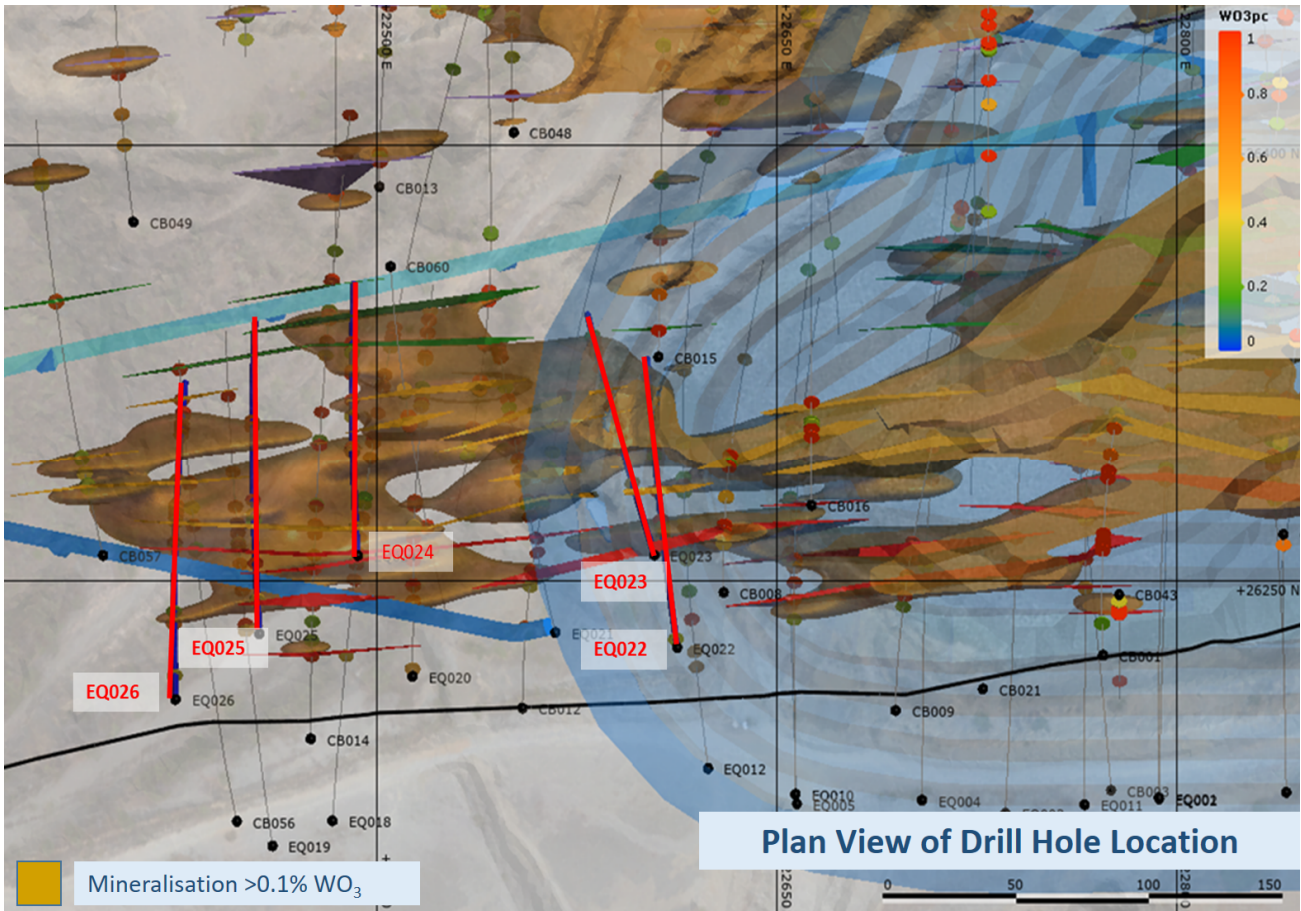 WO3pc
1
0.8
0.6
0.4
0.2
0
22500 E
22650 E
22800 E
CB048
CB013
CB049
CB060
CB015
CB016
CB057
EQ024
EQ023
EQ023
CB008
+26250 N
CB043
EQ025
EQ025
EQ021
EQ022
EQ022
CB001
EQ026
EQ026
EQ020
CB012
CB021
CB009
CB014
EQ012
EQ010
EQ005
EQ004
EQ011
CB003
EQ002
CB056
EQ018
EQ019
Plan View of Drill Hole Location
Mineralisation >0.1% WO₃
22650
0
50
100
150